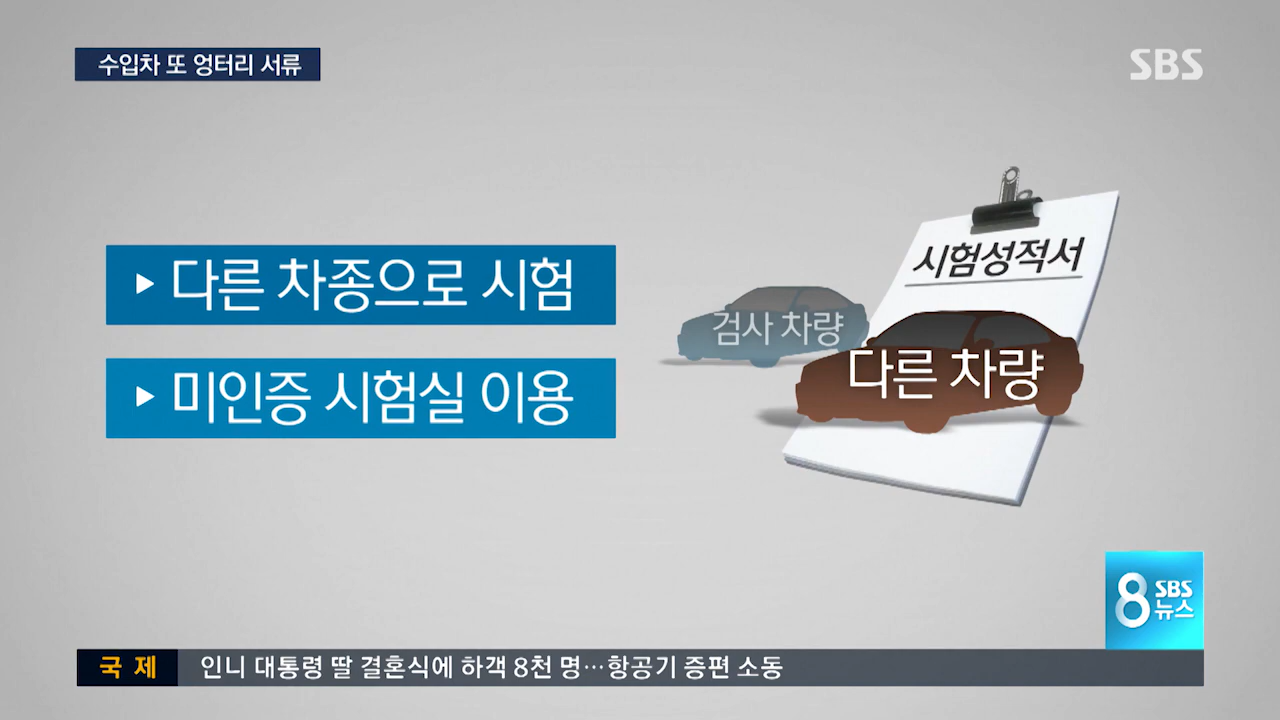 수입차 또 엉터리 서류
SBS
▶ 다른 차종으로 시험
▶ 미인증 시험실 이용
시험성적서
검사 차량
다른 차량
8 SBS 뉴스
국 제
인니 대통령 딸 결혼식에 하객 8천 명…항공기 증편 소동